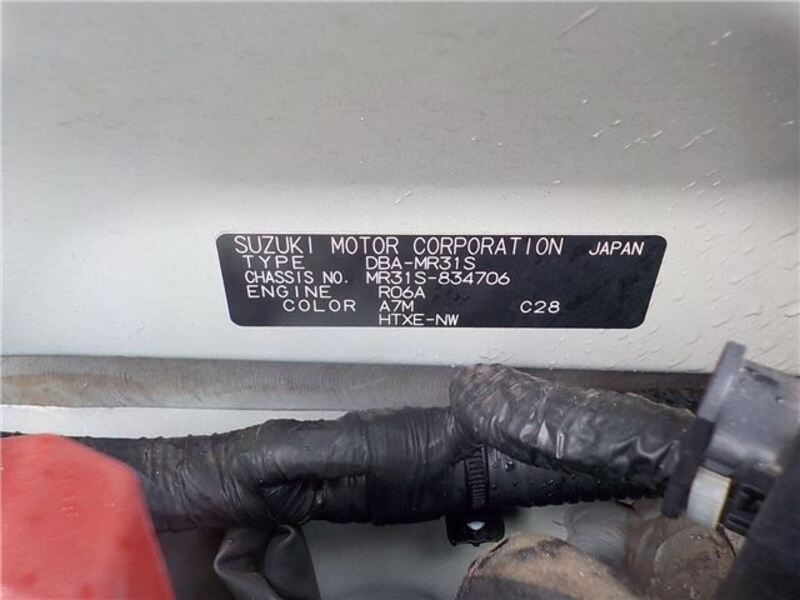 SUZUKI MOTOR CORPORATION JAPAN
TYPE DBA-MR31S
CHASSIS NO. MR31S-834706
ENGINE R06A
COLOR A7M C28
HTXE-NW